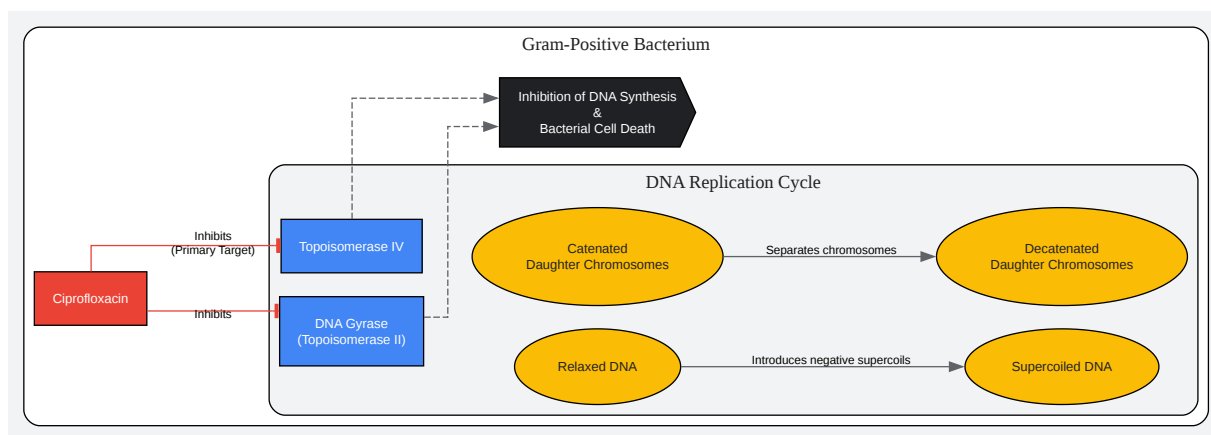 Gram-Positive Bacterium
Inhibition of DNA Synthesis
&
Bacterial Cell Death
DNA Replication Cycle
Inhibits
(Primary Target)
Topoisomerase IV
Catenated
Daughter Chromosomes
Separates chromosomes
Decatenated
Daughter Chromosomes
Ciprofloxacin
Inhibits
DNA Gyrase
(Topoisomerase II)
Relaxed DNA
Introduces negative supercoils
Supercoiled DNA